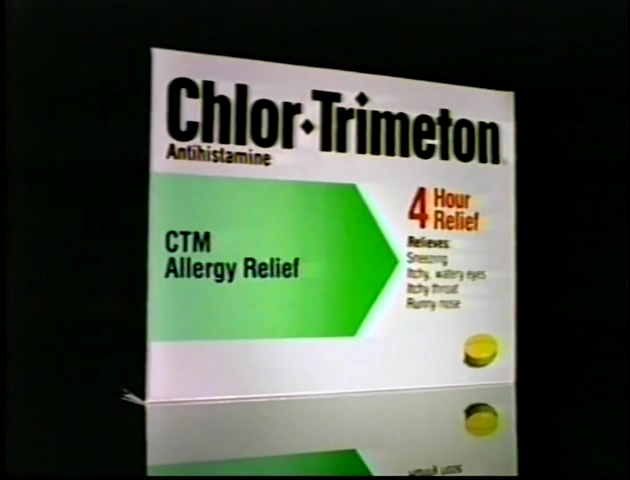 Chlor·Trimeton
Antihistamine
CTM
Allergy Relief
4 Hour
Relief
Relieves:
Sneezing
Itchy, watery eyes
Itchy throat
Runny nose